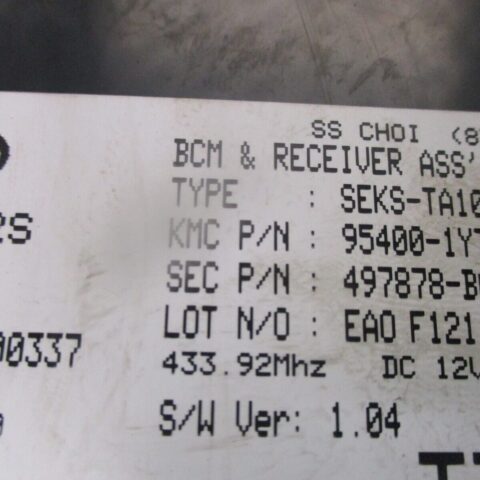 SS CHOI (8
BCM & RECEIVER ASS'
TYPE : SEKS-TA10
2S
KMC P/N : 95400-1Y
SEC P/N : 497878-B
LOT N/O : EAO F121
00337
433.92Mhz DC 12V
S/W Ver: 1.04